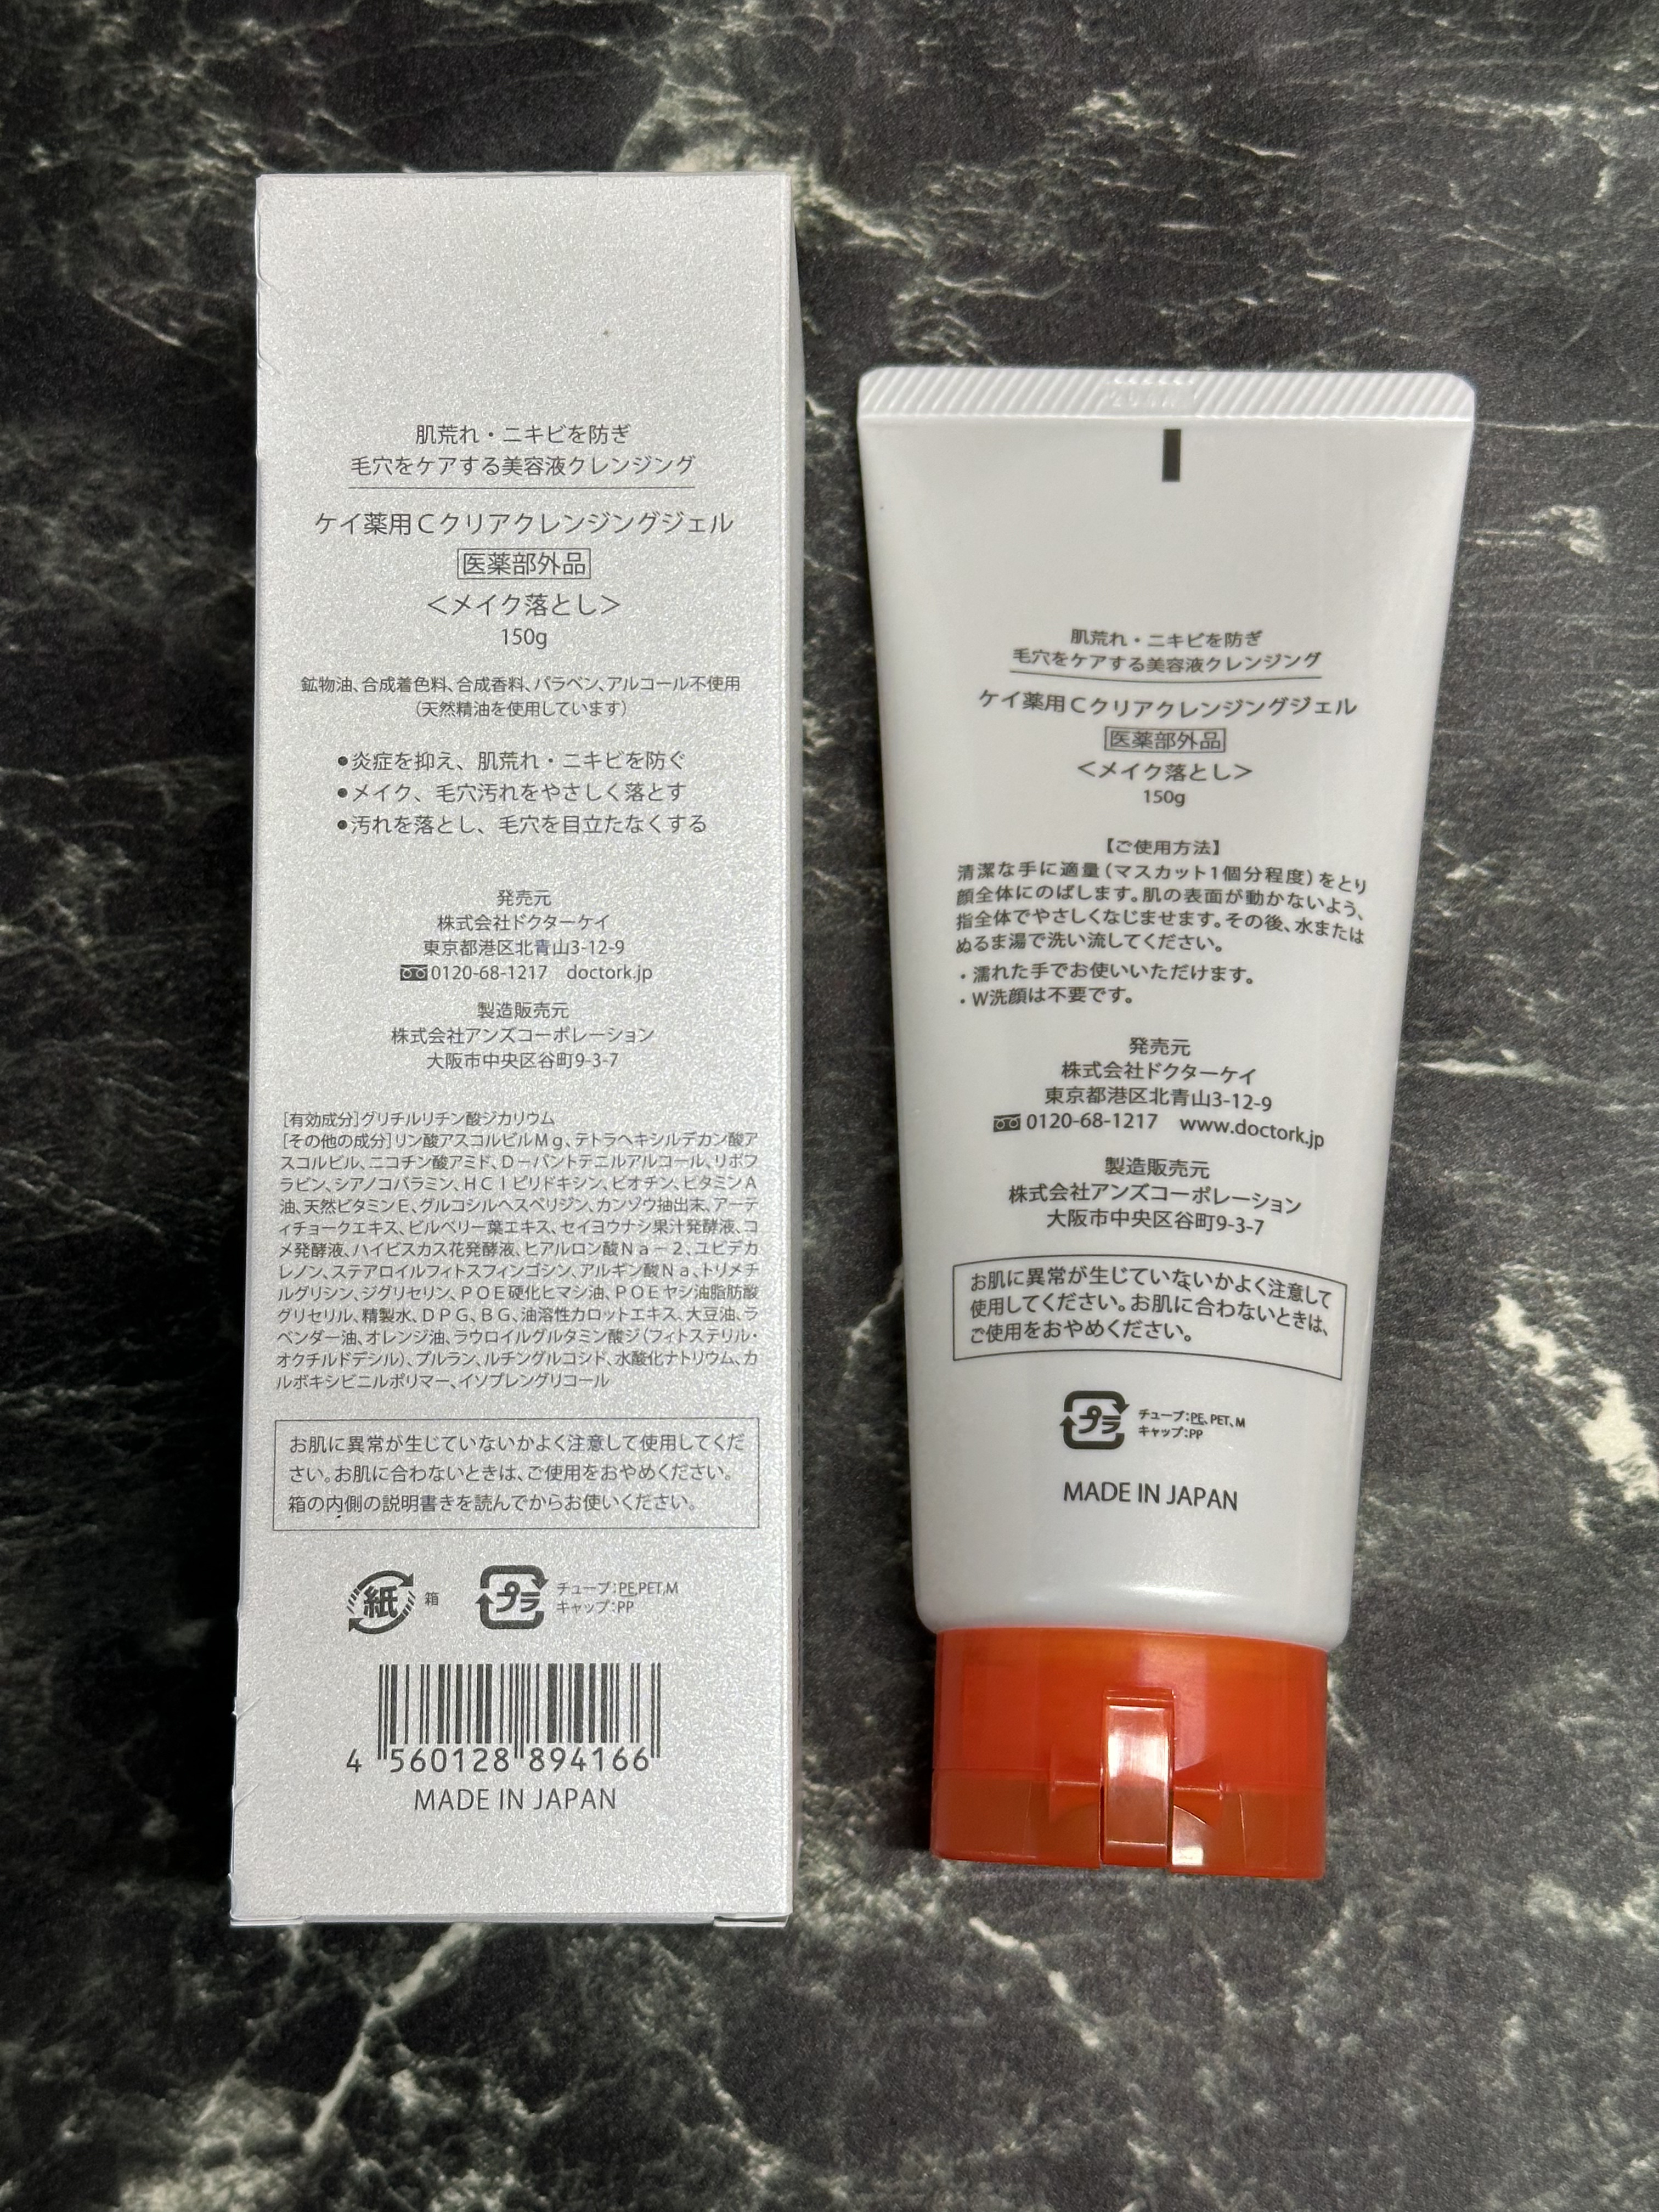 肌荒れ・ニキビを防ぎ
毛穴をケアする美容液クレンジング
ケイ薬用Cクリアクレンジングジェル
医薬部外品
＜メイク落とし＞
150g
鉱物油、合成着色料、合成香料、パラベン、アルコール不使用
（天然精油を使用しています）
●炎症を抑え、肌荒れ・ニキビを防ぐ
●メイク、毛穴汚れをやさしく落とす
●汚れを落とし、毛穴を目立たなくする
発売元
株式会社ドクターケイ
東京都港区北青山3-12-9
0120-68-1217 doctork.jp
製造販売元
株式会社アンズコーポレーション
大阪市中央区谷町9-3-7
[有効成分]グリチルリチン酸ジカリウム
[その他の成分]リン酸アスコルビルMg、テトラヘキシルデカン酸ア
スコルビル、ニコチン酸アミド、D－パントテニルアルコール、リボフ
ラビン、シアノコバラミン、HClピリドキシン、ビオチン、ビタミンA
油、天然ビタミンE、グルコシルヘスペリジン、カンゾウ抽出末、アーテ
ィチョークエキス、ビルベリー葉エキス、セイヨウナシ果汁発酵液、コ
メ発酵液、ハイビスカス花発酵液、ヒアルロン酸Na－2、ユビデカ
レノン、ステアロイルフィトスフィンゴシン、アルギン酸Na、トリメチ
ルグリシン、ジグリセリン、POE硬化ヒマシ油、POEヤシ油脂肪酸
グリセリル、精製水、DPG、BG、油溶性カロットエキス、大豆油、ラ
ベンダー油、オレンジ油、ラウロイルグルタミン酸ジ（フィトステリル・
オクチルドデシル）、プルラン、ルチングルコシド、水酸化ナトリウム、カ
ルボキシビニルポリマー、イソプレングリコール
お肌に異常が生じていないかよく注意して使用してくだ
さい。お肌に合わないときは、ご使用をおやめください。
箱の内側の説明書きを読んでからお使いください。
紙 箱 プラ チューブ：PE,PET,M
キャップ：PP
4 560128 894166
MADE IN JAPAN
肌荒れ・ニキビを防ぎ
毛穴をケアする美容液クレンジング
ケイ薬用Cクリアクレンジングジェル
医薬部外品
＜メイク落とし＞
150g
【ご使用方法】
清潔な手に適量（マスカット1個分程度）をとり
顔全体にのばします。肌の表面が動かないよう、
指全体でやさしくなじませます。その後、水または
ぬるま湯で洗い流してください。
・濡れた手でお使いいただけます。
・W洗顔は不要です。
発売元
株式会社ドクターケイ
東京都港区北青山3-12-9
0120-68-1217 www.doctork.jp
製造販売元
株式会社アンズコーポレーション
大阪市中央区谷町9-3-7
お肌に異常が生じていないかよく注意して
使用してください。お肌に合わないときは、
ご使用をおやめください。
プラ チューブ：PE、PET、M
キャップ：PP
MADE IN JAPAN